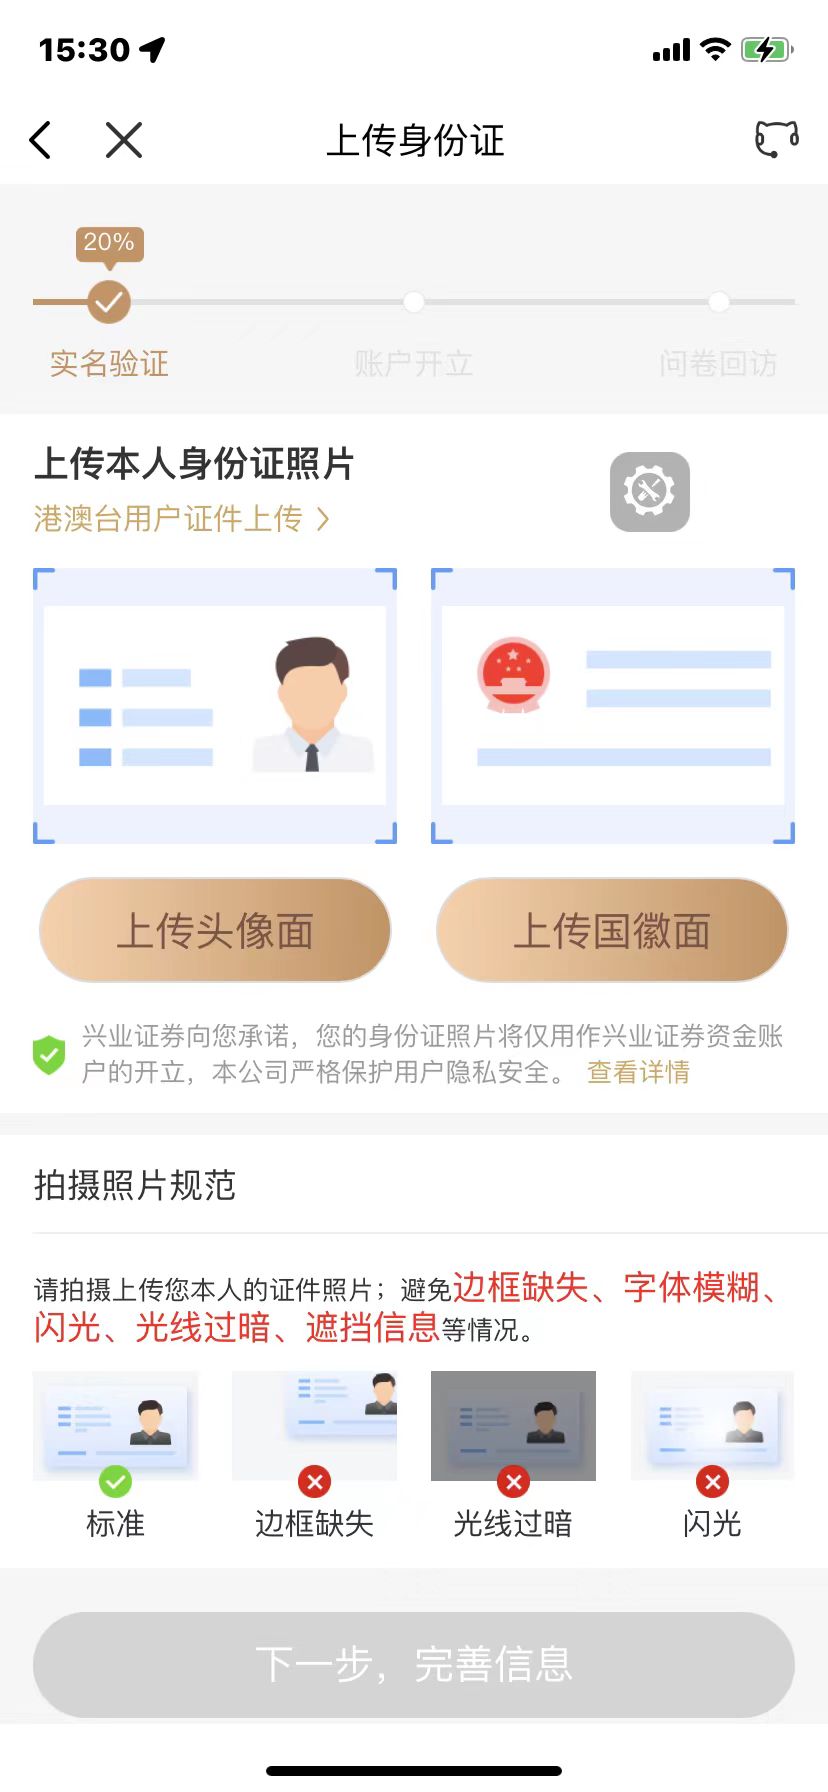 15:30
上传身份证
20%
实名验证
账户开立
问卷回访
上传本人身份证照片
港澳台用户证件上传
上传头像面
上传国徽面
兴业证券向您承诺，您的身份证照片将仅用作兴业证券资金账
户的开立，本公司严格保护用户隐私安全。 查看详情
拍摄照片规范
请拍摄上传您本人的证件照片；避免边框缺失、字体模糊、
闪光、光线过暗、遮挡信息等情况。
标准
边框缺失
光线过暗
闪光
下一步，完善信息